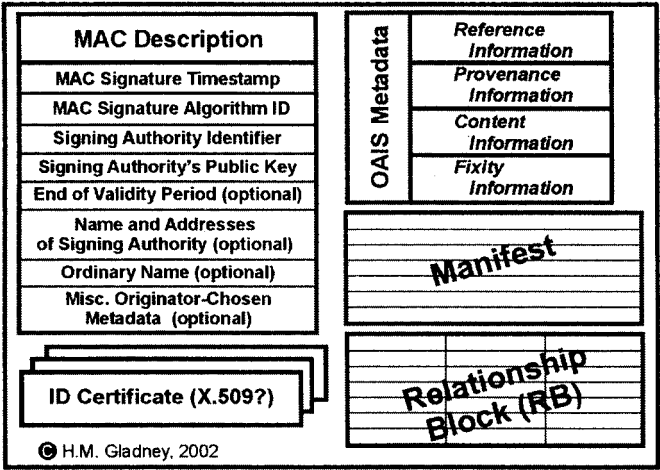 MAC Description
MAC Signature Timestamp
MAC Signature Algorithm ID
Signing Authority Identifier
Signing Authority's Public Key
End of Validity Period (optional)
Name and Addresses
of Signing Authority (optional)
Ordinary Name (optional)
Misc. Originator-Chosen
Metadata (optional)
ID Certificate (X.509?)
© H.M. Gladney, 2002
OAIS Metadata
Reference
Information
Provenance
Information
Content
Information
Fixity
Information
Manifest
Relationship
Block (RB)